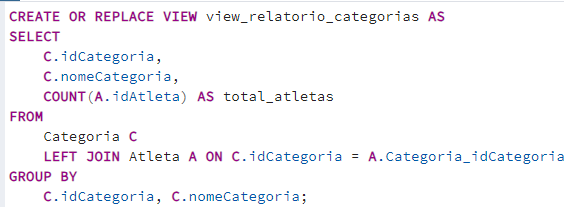 CREATE OR REPLACE VIEW view_relatorio_categorias AS
SELECT
C.idCategoria,
C.nomeCategoria,
COUNT(A.idAtleta) AS total_atletas
FROM
Categoria C
LEFT JOIN Atleta A ON C.idCategoria = A.Categoria_idCategoria
GROUP BY
C.idCategoria, C.nomeCategoria;